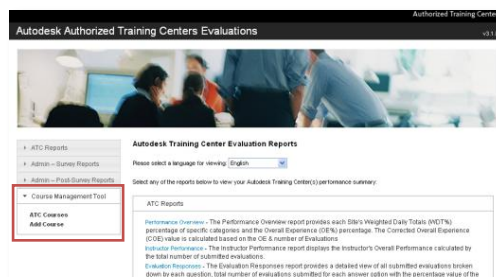 Authorized Training Cente
Autodesk Authorized Training Centers Evaluations
v3.1.
ATC Reports
Admin – Survey Reports
Admin – Post-Survey Reports
Course Management Tool
ATC Courses
Add Course
Autodesk Training Center Evaluation Reports
Please select a language for viewing: English
Select any of the reports below to view your Autodesk Training Center(s) performance summary:
ATC Reports
Performance Overview - The Performance Overview report provides each Site's Weighted Daily Totals (WDT%)
percentage of specific categories and the Overall Experience (OE%) percentage. The Corrected Overall Experience
(COE) value is calculated based on the OE & number of Evaluations.
Instructor Performance - The Instructor Performance report displays the Instructor's Overall Performance calculated by
the total number of submitted evaluations.
Evaluation Responses - The Evaluation Responses report provides a detailed view of all submitted evaluations broken
down by each question, total number of evaluations submitted for each answer option with the percentage value of the